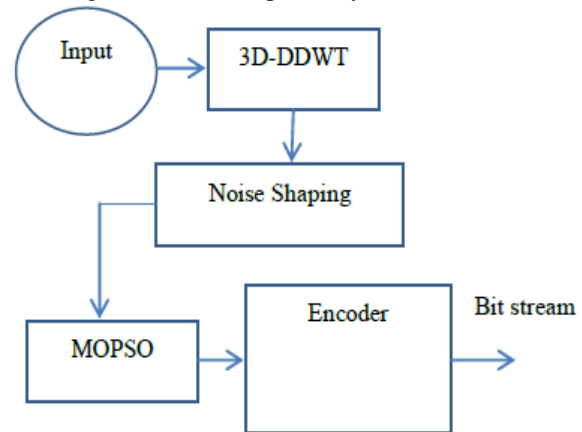 Input
3D-DDWT
Noise Shaping
MOPSO
Encoder
Bit stream